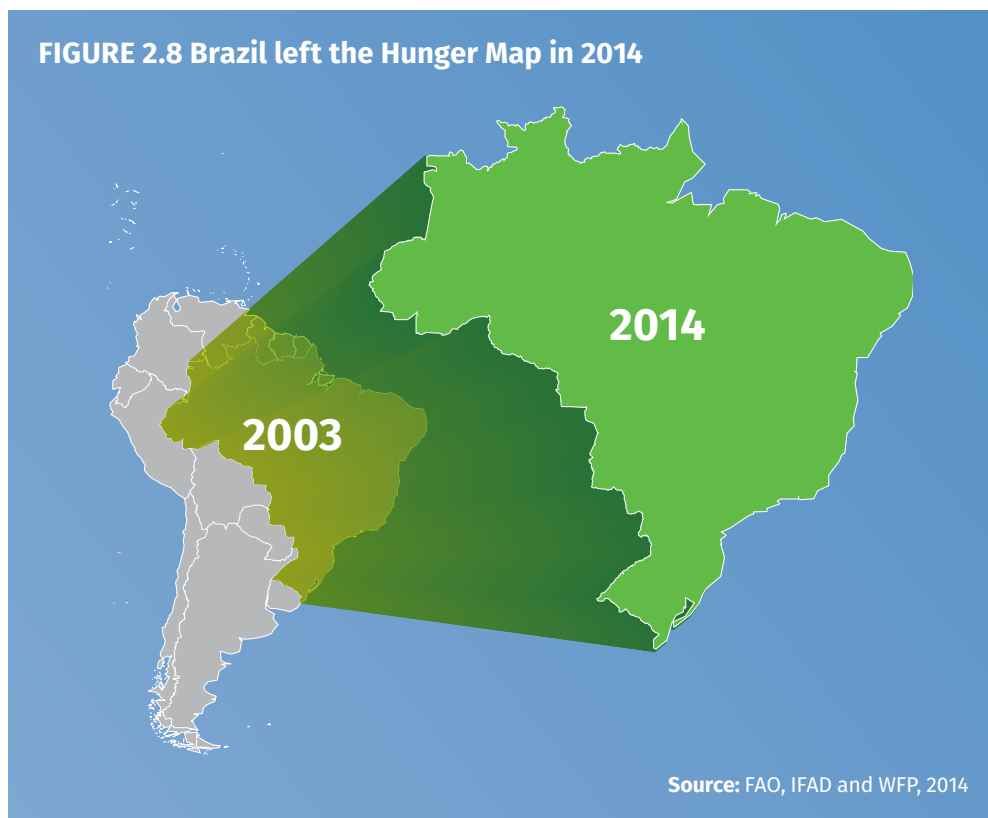 FIGURE 2.8 Brazil left the Hunger Map in 2014
2014
2003
Source: FAO, IFAD and WFP, 2014